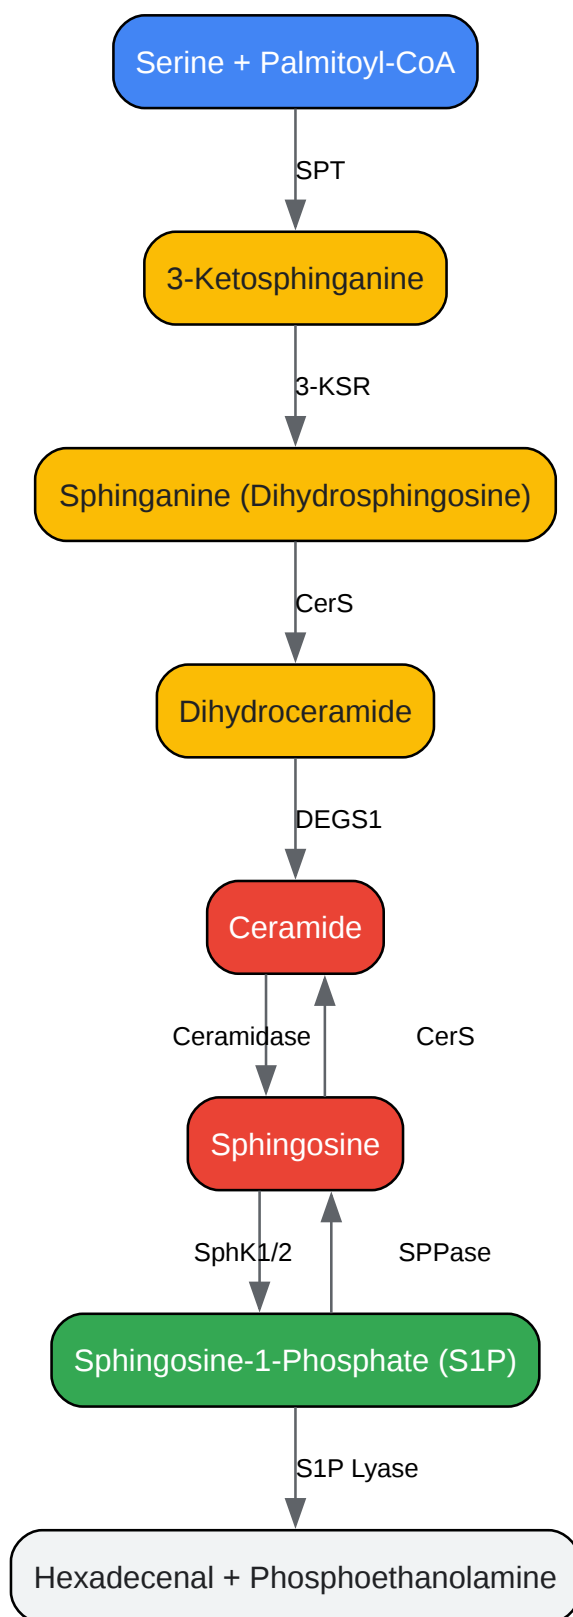 Serine + Palmitoyl-CoA
SPT
3-Ketosphinganine
3-KSR
Sphinganine (Dihydrosphingosine)
CerS
Dihydroceramide
DEGS1
Ceramide
Ceramidase
CerS
Sphingosine
SphK1/2
SPPase
Sphingosine-1-Phosphate (S1P)
S1P Lyase
Hexadecenal + Phosphoethanolamine